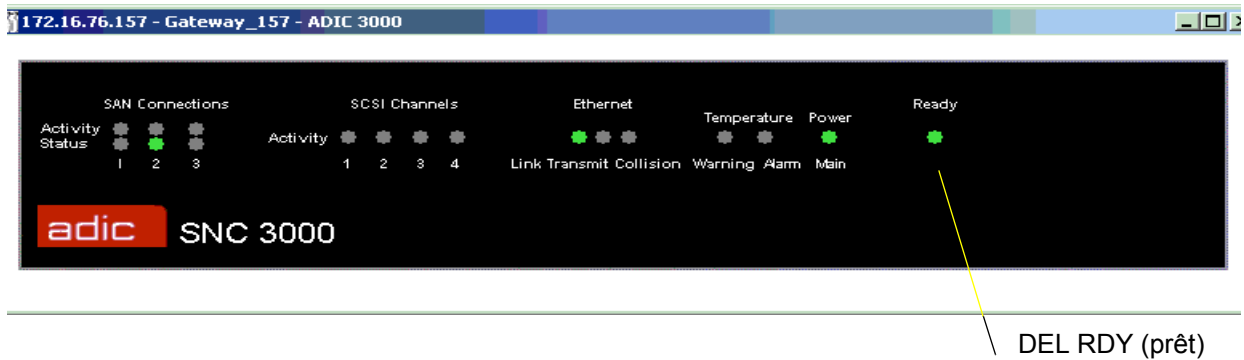 172.16.76.157 - Gateway_157 - ADIC 3000
SAN Connections
SCSI Channels
Ethernet
Temperature
Power
Ready
Activity
Status
Activity
1 2 3
1 2 3 4
Link Transmit Collision
Warning Alarm
Main
adic
SNC 3000
DEL RDY (prêt)